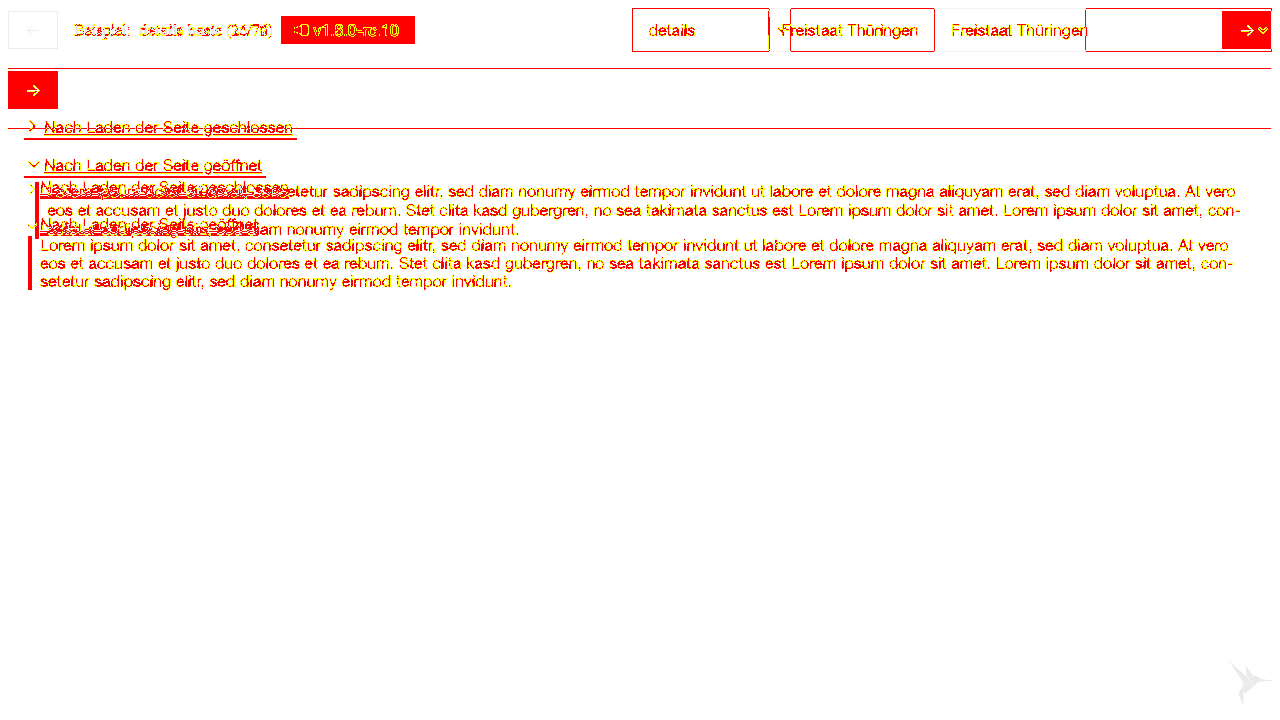 Beispiel: details basic (26/76) v1.8.0-rc.10 details Freistaat Thüringen Freistaat Thüringen
Nach Laden der Seite geschlossen
Nach Laden der Seite geöffnet
Nach Laden der Seite geschlossen
consetetur sadipscing elitr, sed diam nonumy eirmod tempor invidunt ut labore et dolore magna aliquyam erat, sed diam voluptua. At vero
eos et accusam et justo duo dolores et ea rebum. Stet clita kasd gubergren, no sea takimata sanctus est Lorem ipsum dolor sit amet. Lorem ipsum dolor sit amet, con-
Nach Laden der Seite geöffnet
diam nonumy eirmod tempor invidunt.
Lorem ipsum dolor sit amet, consetetur sadipscing elitr, sed diam nonumy eirmod tempor invidunt ut labore et dolore magna aliquyam erat, sed diam voluptua. At vero
eos et accusam et justo duo dolores et ea rebum. Stet clita kasd gubergren, no sea takimata sanctus est Lorem ipsum dolor sit amet. Lorem ipsum dolor sit amet, con-
setetur sadipscing elitr, sed diam nonumy eirmod tempor invidunt.